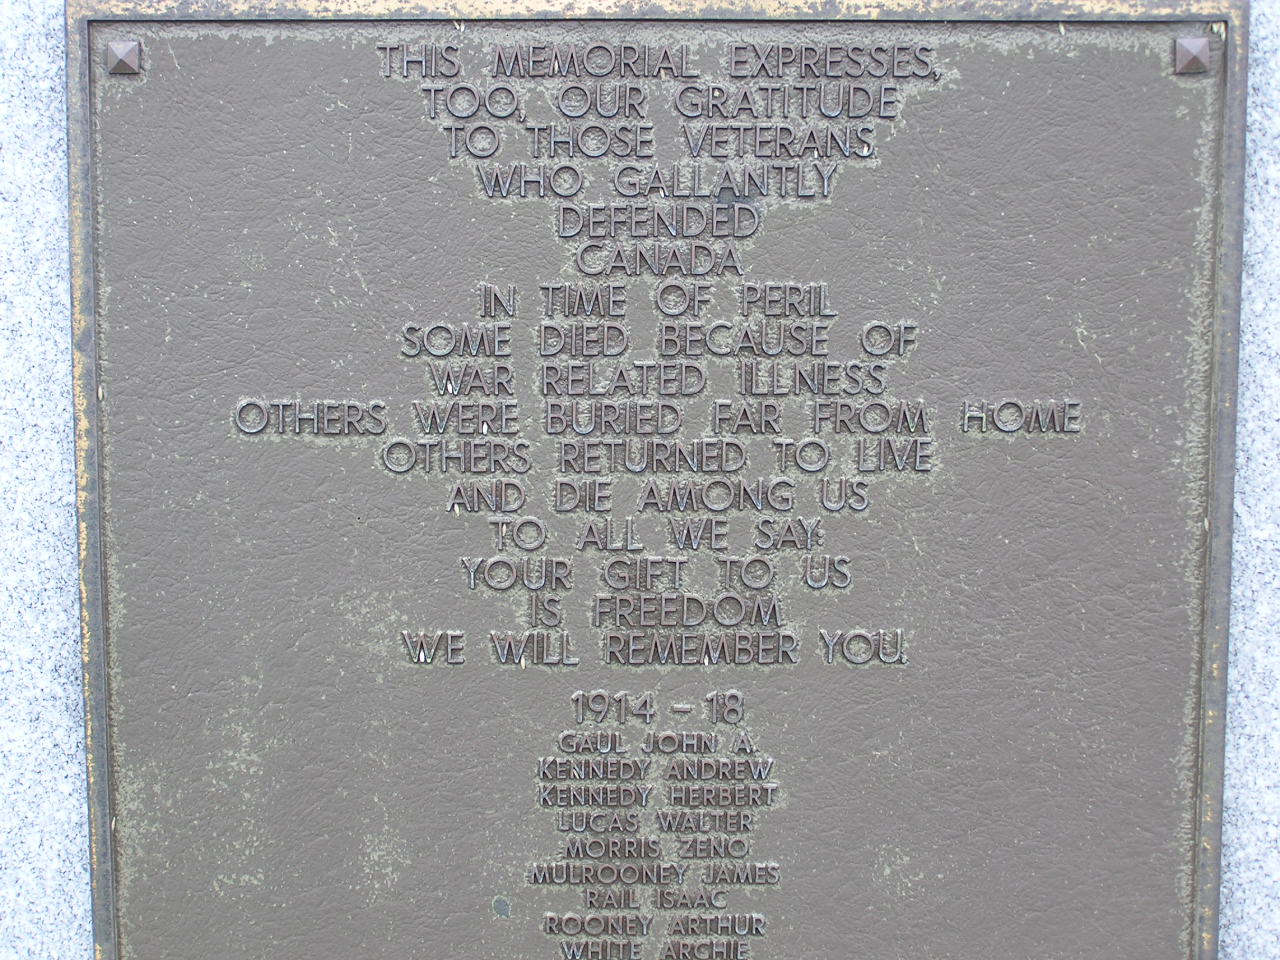 THIS MEMORIAL EXPRESSES,
TOO, OUR GRATITUDE
TO THOSE VETERANS
WHO GALLANTLY
DEFENDED
CANADA
IN TIME OF PERIL
SOME DIED BECAUSE OF
WAR RELATED ILLNESS
OTHERS WERE BURIED FAR FROM HOME
OTHERS RETURNED TO LIVE
AND DIE AMONG US
TO ALL WE SAY:
YOUR GIFT TO US
IS FREEDOM
WE WILL REMEMBER YOU.
1914 - 18
GAUL JOHN A.
KENNEDY ANDREW
KENNEDY HERBERT
LUCAS WALTER
MORRIS ZENO
MULROONEY JAMES
RAIL ISAAC
ROONEY ARTHUR
WHITE ARCHIE